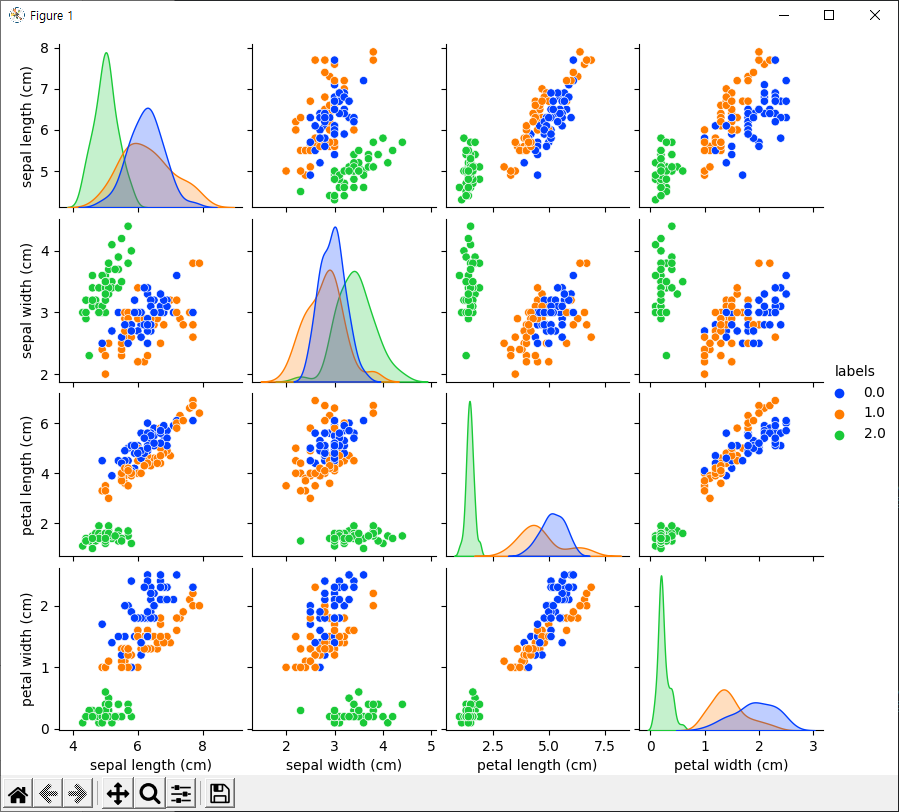 Figure 1
8
7
6
5
sepal length (cm)
4
3
2
sepal width (cm)
6
4
2
petal length (cm)
2
1
0
petal width (cm)
4 6 8
sepal length (cm)
2 3 4 5
sepal width (cm)
2.5 5.0 7.5
petal length (cm)
0 1 2 3
petal width (cm)
labels
0.0
1.0
2.0